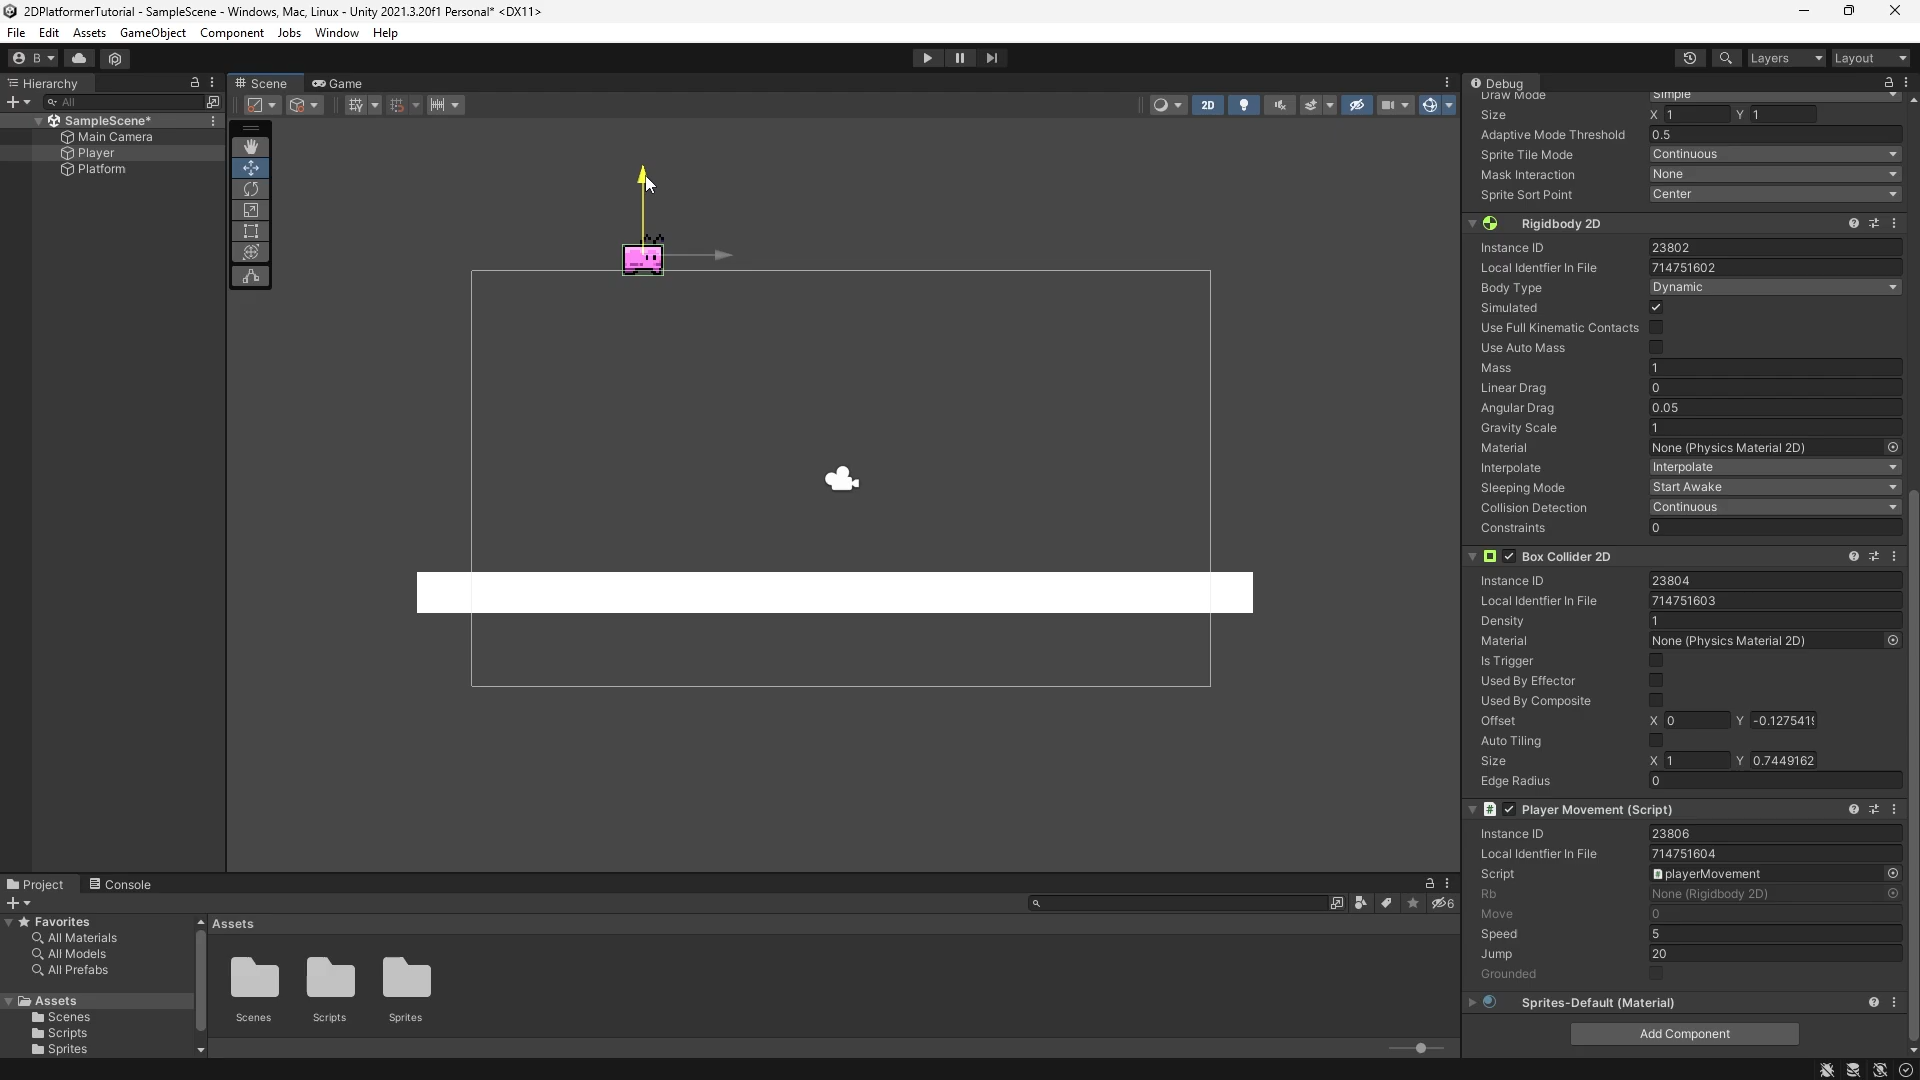 2DPlatformerTutorial - SampleScene - Windows, Mac, Linux - Unity 2021.3.20f1 Personal* <DX11>
File Edit Assets GameObject Component Jobs Window Help
B Layers Layout
Hierarchy
All
SampleScene*
Main Camera
Player
Platform
Scene Game
2D
Project Console
6
Favorites
All Materials
All Models
All Prefabs
Assets
Scenes
Scripts
Sprites
Assets
Scenes Scripts Sprites
Debug
Draw Mode Simple
Size X 1 Y 1
Adaptive Mode Threshold 0.5
Sprite Tile Mode Continuous
Mask Interaction None
Sprite Sort Point Center
Rigidbody 2D
Instance ID 23802
Local Identfier In File 714751602
Body Type Dynamic
Simulated
Use Full Kinematic Contacts
Use Auto Mass
Mass 1
Linear Drag 0
Angular Drag 0.05
Gravity Scale 1
Material None (Physics Material 2D)
Interpolate Interpolate
Sleeping Mode Start Awake
Collision Detection Continuous
Constraints 0
Box Collider 2D
Instance ID 23804
Local Identfier In File 714751603
Density 1
Material None (Physics Material 2D)
Is Trigger
Used By Effector
Used By Composite
Offset X 0 Y -0.127541
Auto Tiling
Size X 1 Y 0.7449162
Edge Radius 0
# Player Movement (Script)
Instance ID 23806
Local Identfier In File 714751604
Script playerMovement
Rb None (Rigidbody 2D)
Move 0
Speed 5
Jump 20
Grounded
Sprites-Default (Material)
Add Component